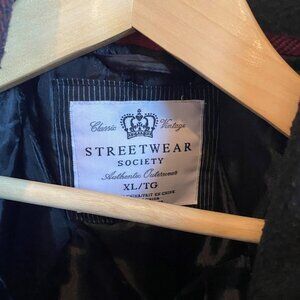 Classic Vintage
STREETWEAR
SOCIETY
Authentic Outerwear
XL/TG